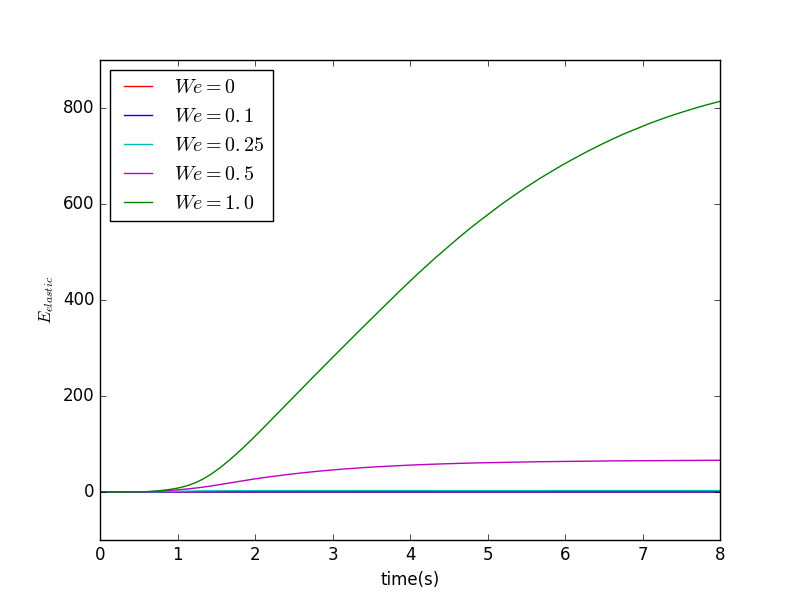 We = 0
We = 0.1
We = 0.25
We = 0.5
We = 1.0
800
600
400
200
0
E_elastic
0 1 2 3 4 5 6 7 8
time(s)